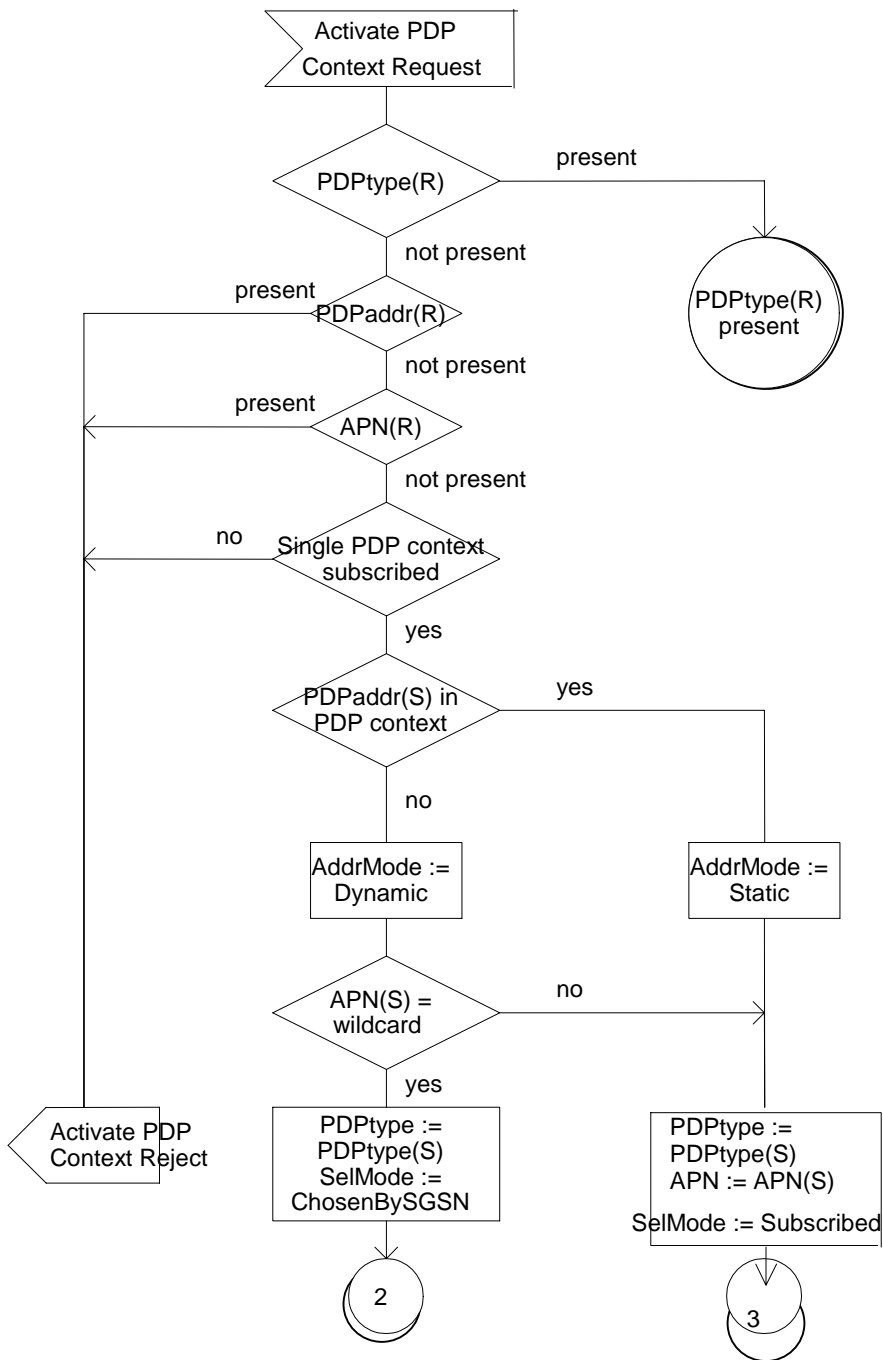 Activate PDP
Context Request
PDPtype(R)
present
not present
PDPtype(R)
present
present
PDPaddr(R)
not present
present
APN(R)
not present
no
Single PDP context
subscribed
yes
PDPaddr(S) in
PDP context
yes
no
AddrMode :=
Dynamic
AddrMode :=
Static
APN(S) =
wildcard
no
yes
Activate PDP
Context Reject
PDPtype :=
PDPtype(S)
SelMode :=
ChosenBySGSN
PDPtype :=
PDPtype(S)
APN := APN(S)
SelMode := Subscribed
2
3